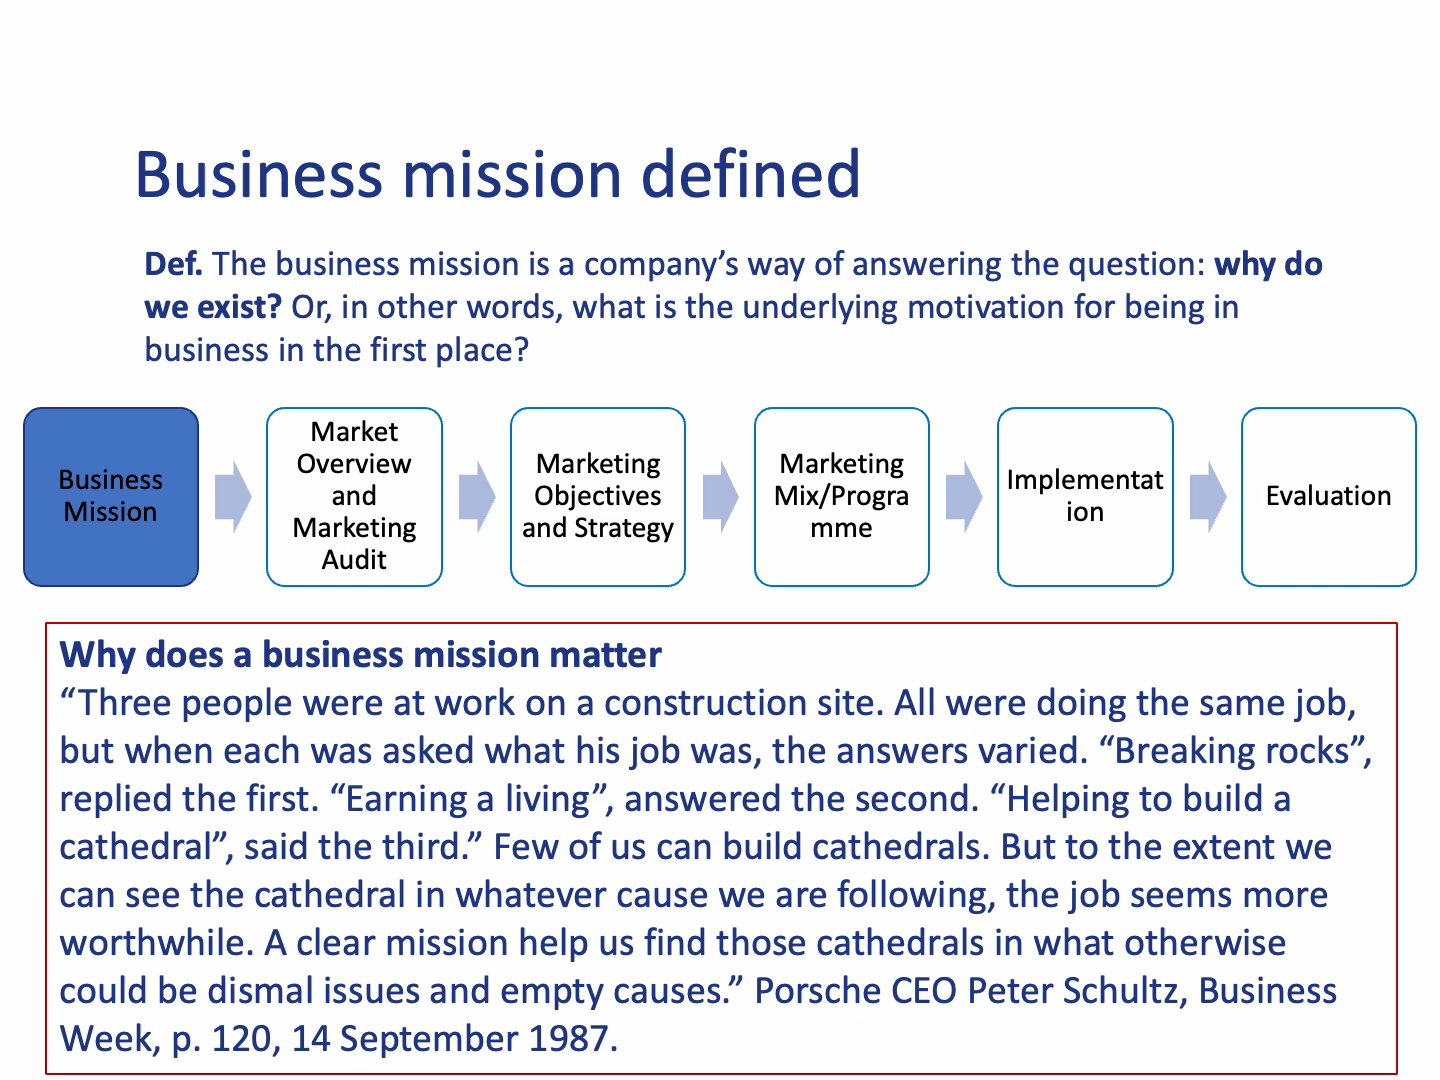 Business mission defined
Def. The business mission is a company’s way of answering the question: why do
we exist? Or, in other words, what is the underlying motivation for being in
business in the first place?
Business
Mission
Market
Overview
and
Marketing
Audit
Marketing
Objectives
and Strategy
Marketing
Mix/Progra
mme
Implementat
ion
Evaluation
Why does a business mission matter
“Three people were at work on a construction site. All were doing the same job,
but when each was asked what his job was, the answers varied. “Breaking rocks”,
replied the first. “Earning a living”, answered the second. “Helping to build a
cathedral”, said the third.” Few of us can build cathedrals. But to the extent we
can see the cathedral in whatever cause we are following, the job seems more
worthwhile. A clear mission help us find those cathedrals in what otherwise
could be dismal issues and empty causes.” Porsche CEO Peter Schultz, Business
Week, p. 120, 14 September 1987.